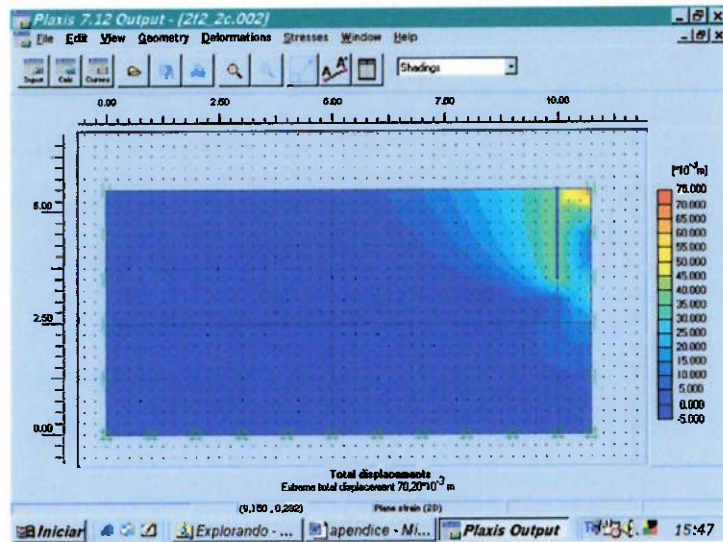 Plaxis 7.12 Output - [2f2_2c.002]
File Edit View Geometry Deformations Stresses Window Help
Input Calc Curves
Shadings
0.00 2.50 5.00 7.50 10.00
[*10⁻³ m]
75.000
70.000
65.000
60.000
55.000
50.000
45.000
40.000
35.000
30.000
25.000
20.000
15.000
10.000
5.000
0.000
-5.000
5.00
2.50
0.00
Total displacements
Extreme total displacement 70,20*10⁻³ m
Plane strain (2D)
Iniciar
Explorando - ...
apendice - Mi...
Plaxis Output
15:47